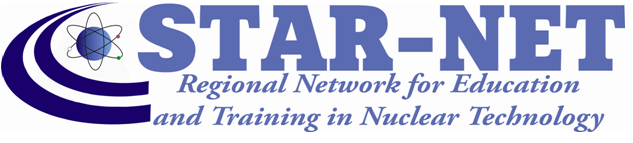 STAR-NET
Regional Network for Education
and Training in Nuclear Technology